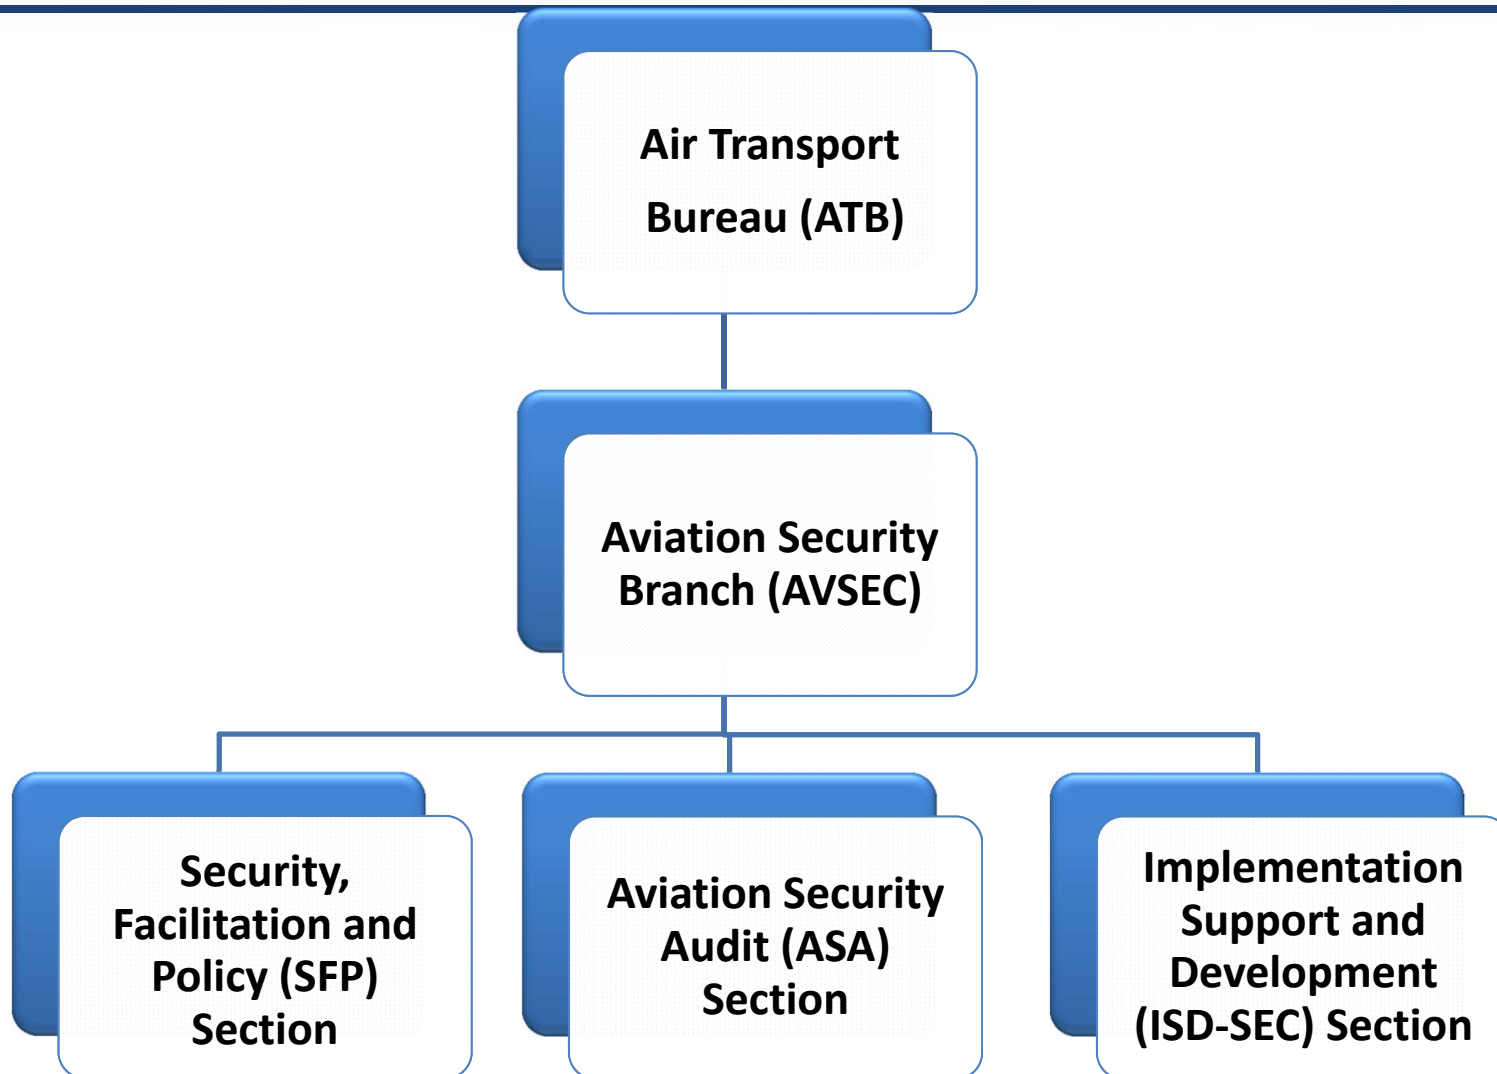 Air Transport
Bureau (ATB)
Aviation Security
Branch (AVSEC)
Security,
Facilitation and
Policy (SFP)
Section
Aviation Security
Audit (ASA)
Section
Implementation
Support and
Development
(ISD-SEC) Section